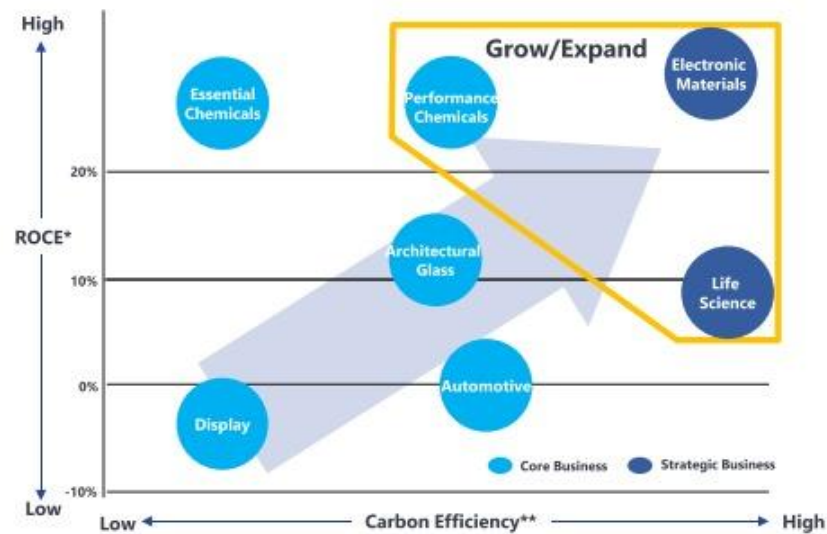 High
Grow/Expand
Essential
Chemicals
Performance
Chemicals
Electronic
Materials
20%
ROCE*
Architectural
Glass
10%
Life
Science
0%
Automotive
Display
Core Business
Strategic Business
-10%
Low
Low
Carbon Efficiency**
High